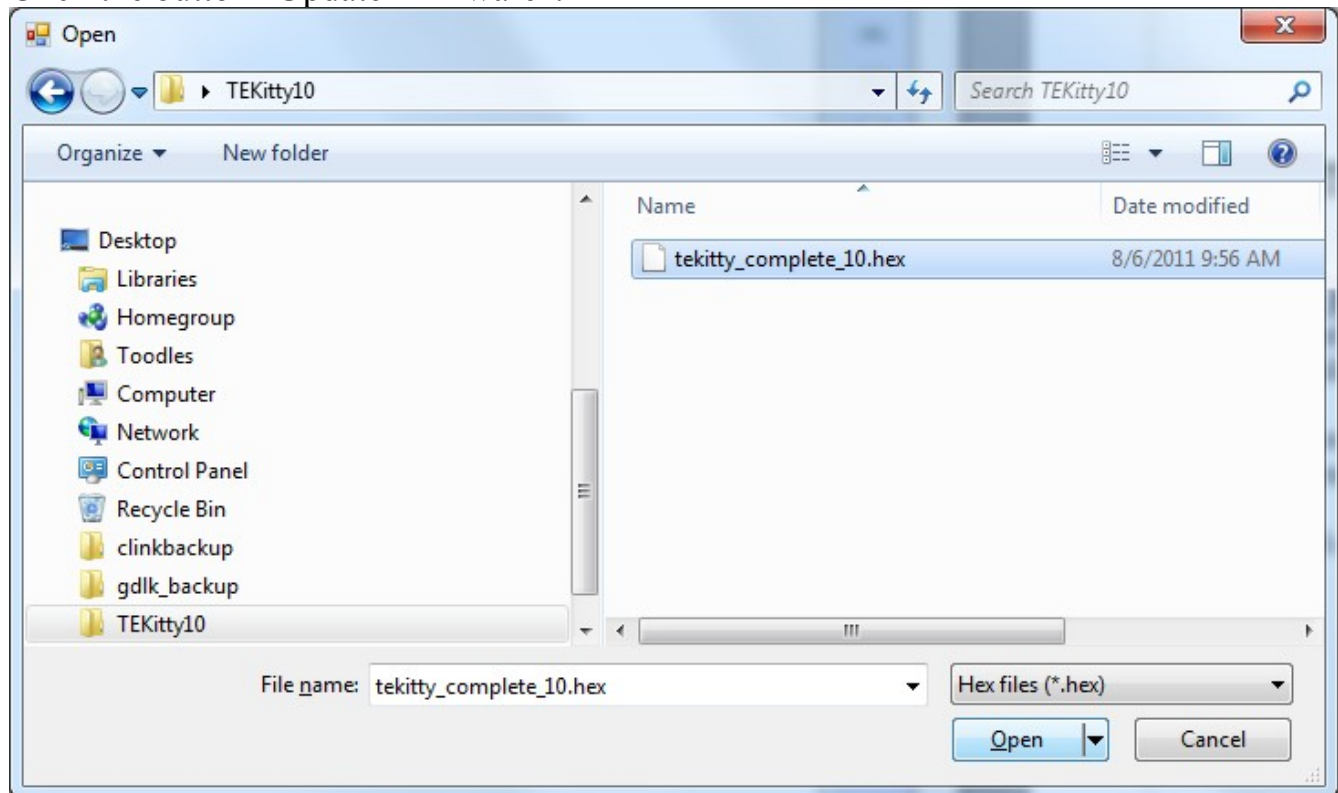 Open
TEKitty10
Search TEKitty10
Organize
New folder
Name
Date modified
Desktop
Libraries
Homegroup
Toodles
Computer
Network
Control Panel
Recycle Bin
clinkbackup
gdlk_backup
TEKitty10
tekitty_complete_10.hex
8/6/2011 9:56 AM
File name:
tekitty_complete_10.hex
Hex files (*.hex)
Open
Cancel